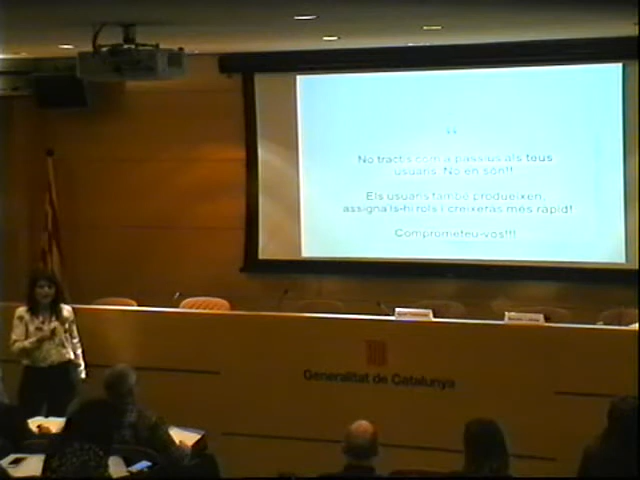 "
No tractis com a passius als teus
usuaris. No en són!!
Els usuaris també produeixen,
assigna'ls-hi rols i creixeràs més ràpid!
Comprometeu-vos!!!
Generalitat de Catalunya